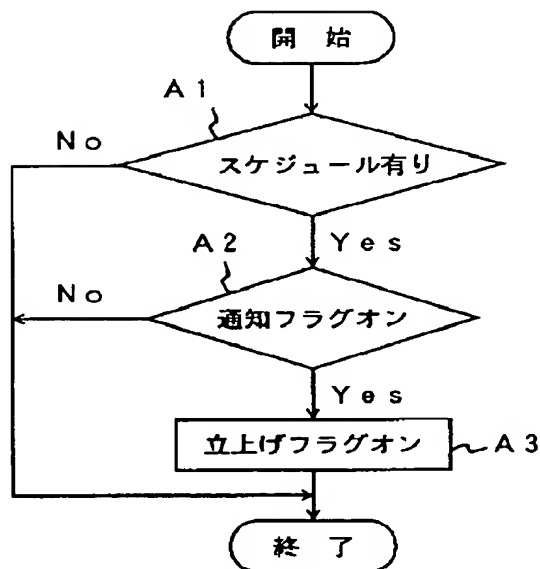 開 始
A1
No
スケジュール有り
A2
Yes
No
通知フラグオン
Yes
立上げフラグオン
A3
終 了